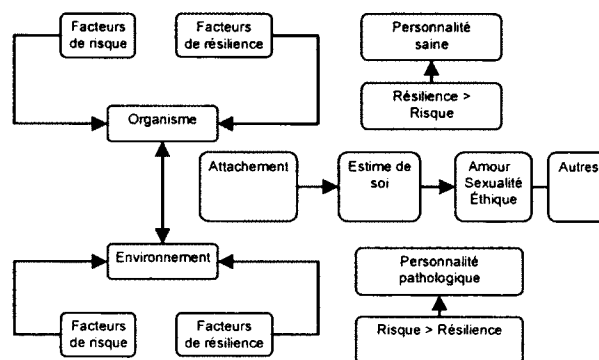 Facteurs
de risque
Facteurs
de résilience
Personnalité
saine
Résilience >
Risque
Organisme
Attachement
Estime de
soi
Amour
Sexualité
Éthique
Autres
Environnement
Personnalité
pathologique
Facteurs
de risque
Facteurs
de résilience
Risque > Résilience